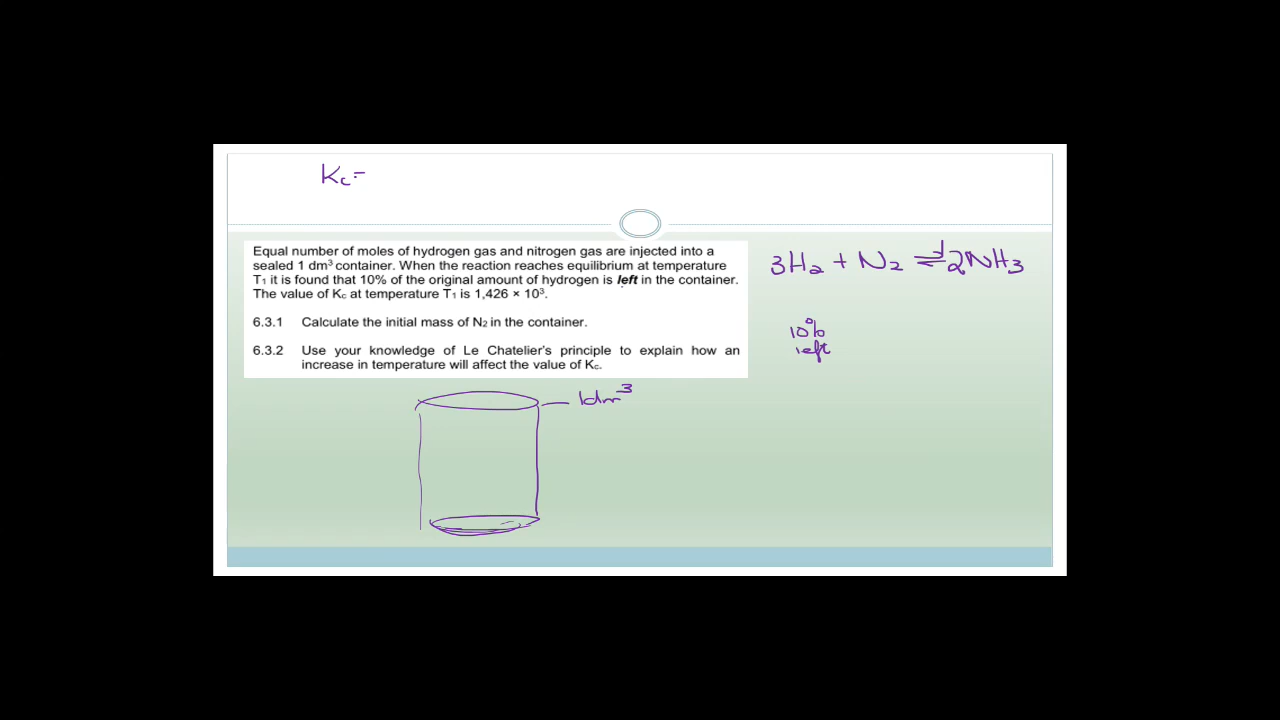 Kc=
Equal number of moles of hydrogen gas and nitrogen gas are injected into a
sealed 1 dm³ container. When the reaction reaches equilibrium at temperature
T₁ it is found that 10% of the original amount of hydrogen is left in the container.
The value of Kc at temperature T₁ is 1,426 × 10³.
6.3.1 Calculate the initial mass of N₂ in the container.
6.3.2 Use your knowledge of Le Chatelier's principle to explain how an
increase in temperature will affect the value of Kc.
3H₂ + N₂ ⇌ 2NH₃
10%
left
1dm³